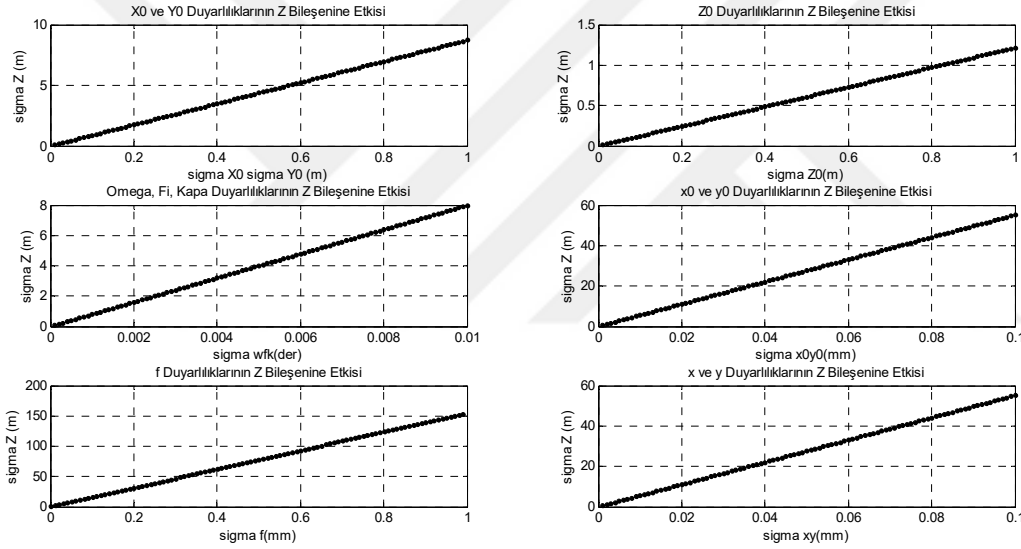 X0 ve Y0 Duyarlılıklarının Z Bileşenine Etkisi
10
5
0
sigma Z (m)
0 0.2 0.4 0.6 0.8 1
sigma X0 sigma Y0 (m)
Z0 Duyarlılıklarının Z Bileşenine Etkisi
1.5
1
0.5
0
sigma Z (m)
0 0.2 0.4 0.6 0.8 1
sigma Z0(m)
Omega, Fi, Kapa Duyarlılıklarının Z Bileşenine Etkisi
8
6
4
2
0
sigma Z (m)
0 0.002 0.004 0.006 0.008 0.01
sigma wfk(der)
x0 ve y0 Duyarlılıklarının Z Bileşenine Etkisi
60
40
20
0
sigma Z (m)
0 0.02 0.04 0.06 0.08 0.1
sigma x0y0(mm)
f Duyarlılıklarının Z Bileşenine Etkisi
200
150
100
50
0
sigma Z (m)
0 0.2 0.4 0.6 0.8 1
sigma f(mm)
x ve y Duyarlılıklarının Z Bileşenine Etkisi
60
40
20
0
sigma Z (m)
0 0.02 0.04 0.06 0.08 0.1
sigma xy(mm)